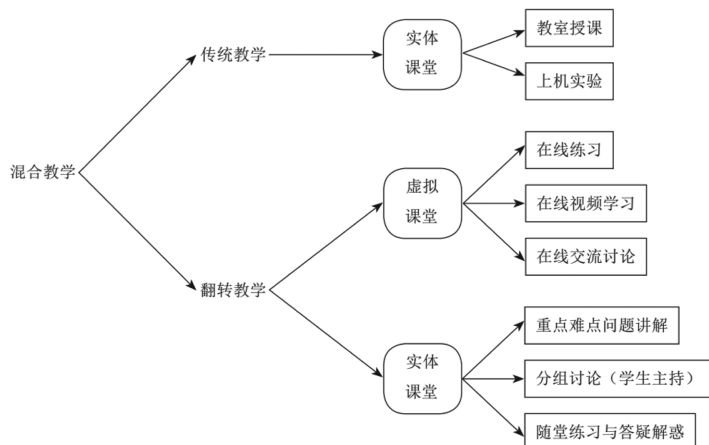 混合教学
传统教学
实体
课堂
教室授课
上机实验
翻转教学
虚拟
课堂
在线练习
在线视频学习
在线交流讨论
实体
课堂
重点难点问题讲解
分组讨论（学生主持）
随堂练习与答疑解惑